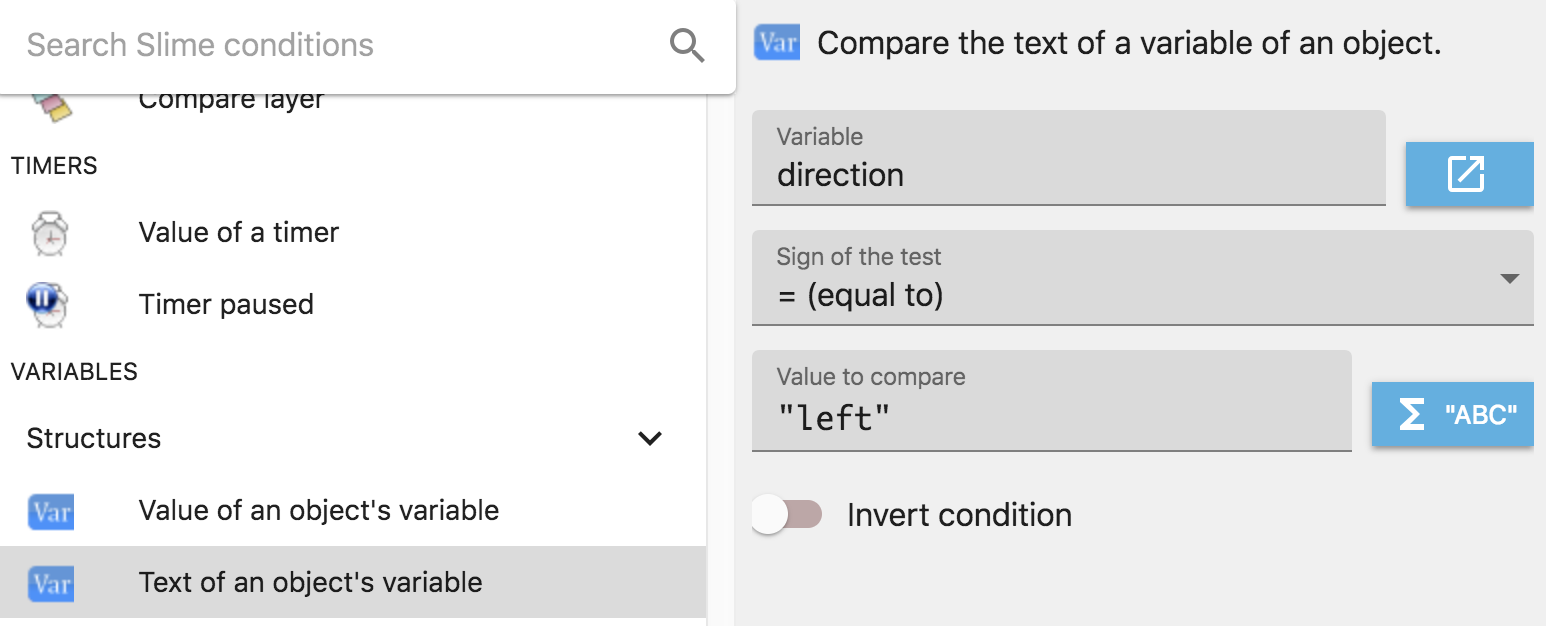 Search Slime conditions
Compare layer
TIMERS
Value of a timer
Timer paused
VARIABLES
Structures
Var Value of an object's variable
Var Text of an object's variable
Var Compare the text of a variable of an object.
Variable
direction
Sign of the test
= (equal to)
Value to compare
"left"
Σ "ABC"
Invert condition